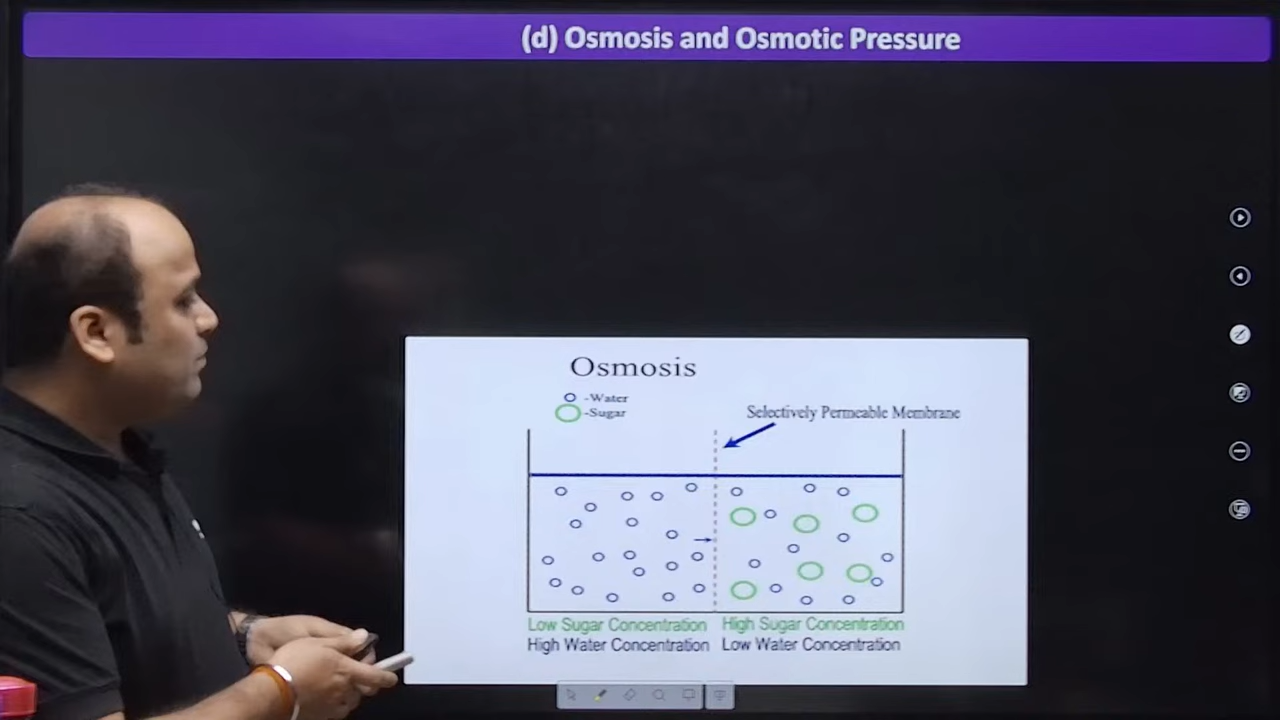 (d) Osmosis and Osmotic Pressure
Osmosis
-Water
-Sugar
Selectively Permeable Membrane
Low Sugar Concentration
High Sugar Concentration
High Water Concentration
Low Water Concentration